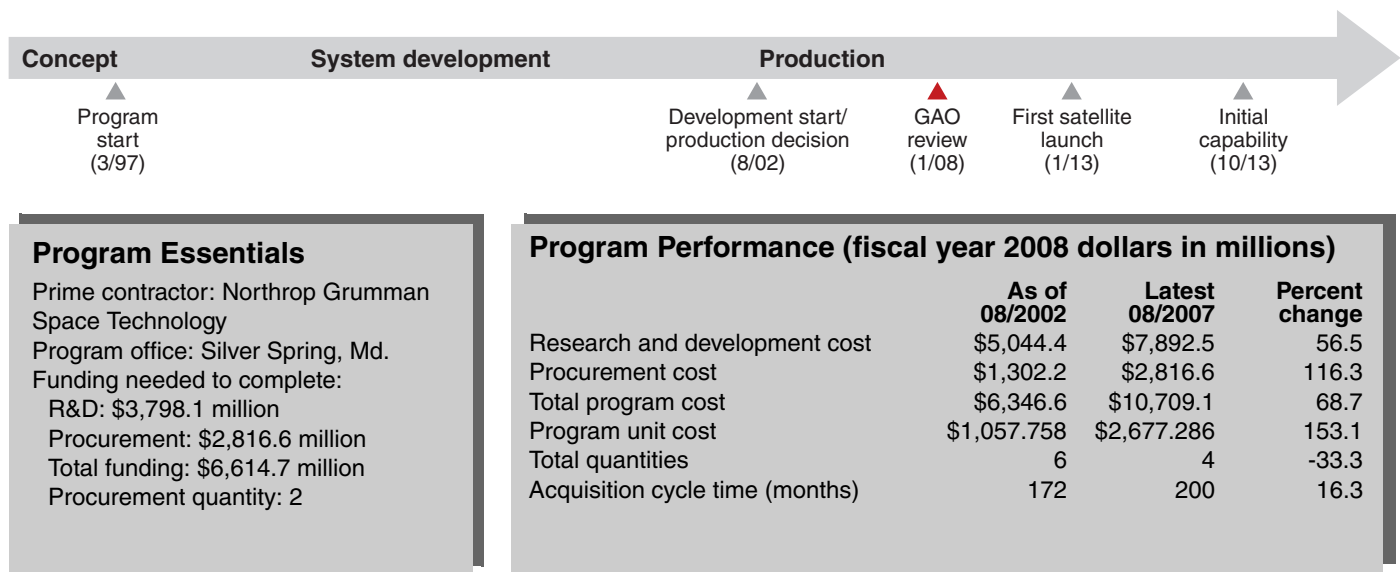 Concept System development Production
Program start (3/97)
Development start/ production decision (8/02)
GAO review (1/08)
First satellite launch (1/13)
Initial capability (10/13)
Program Essentials
Prime contractor: Northrop Grumman
Space Technology
Program office: Silver Spring, Md.
Funding needed to complete:
R&D: $3,798.1 million
Procurement: $2,816.6 million
Total funding: $6,614.7 million
Procurement quantity: 2
Program Performance (fiscal year 2008 dollars in millions)
As of 08/2002 Latest 08/2007 Percent change
Research and development cost $5,044.4 $7,892.5 56.5
Procurement cost $1,302.2 $2,816.6 116.3
Total program cost $6,346.6 $10,709.1 68.7
Program unit cost $1,057.758 $2,677.286 153.1
Total quantities 6 4 -33.3
Acquisition cycle time (months) 172 200 16.3